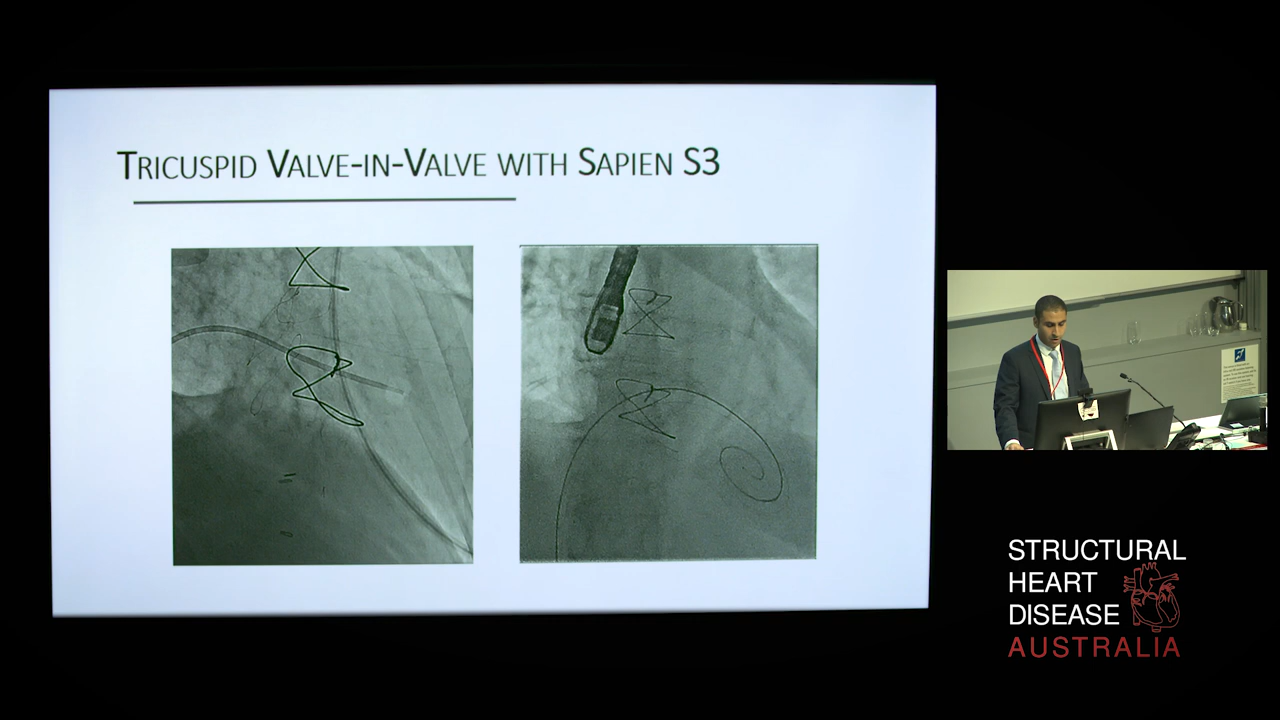 Tricuspid Valve-in-Valve with Sapien S3
STRUCTURAL
HEART
DISEASE
AUSTRALIA